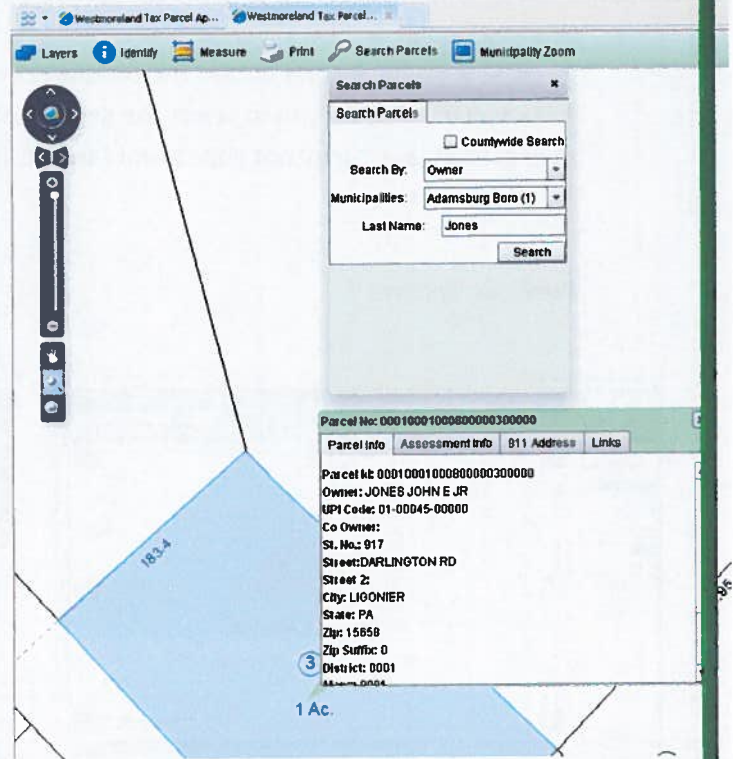 Westmoreland Tax Parcel Ap...
Westmoreland Tax Parcel...
Layers
Identify
Measure
Print
Search Parcels
Municipality Zoom
Search Parcels
Search Parcels
Countywide Search
Search By: Owner
Municipalities: Adamsburg Boro (1)
Last Name: Jones
Search
Parcel No: 00010001000800000300000
Parcel Info
Assessment Info
911 Address
Links
Owner: JONES JOHN E JR
UPI Code: 01-00045-00000
Co Owner:
St. No.: 917
Street:DARLINGTON RD
Street 2:
City: LIGONIER
State: PA
Zip: 15658
Zip Suffix: 0
District: 0001
183.4
3
1 Ac.